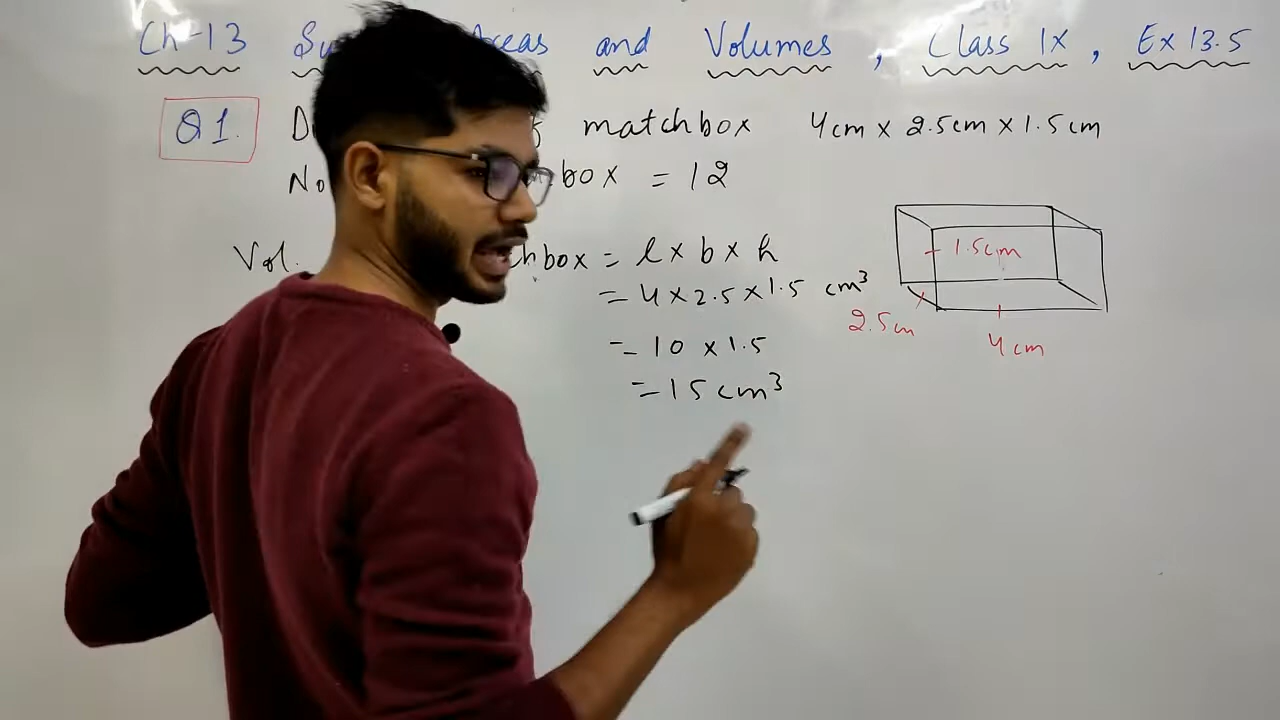 Ch-13 Su Areas and Volumes, Class IX, Ex 13.5
Q1. D matchbox 4cm x 2.5cm x 1.5cm
No box = 12
Vol. hbox = l x b x h
= 4 x 2.5 x 1.5 cm³
= 10 x 1.5
= 15 cm³
1.5cm
2.5cm
4cm